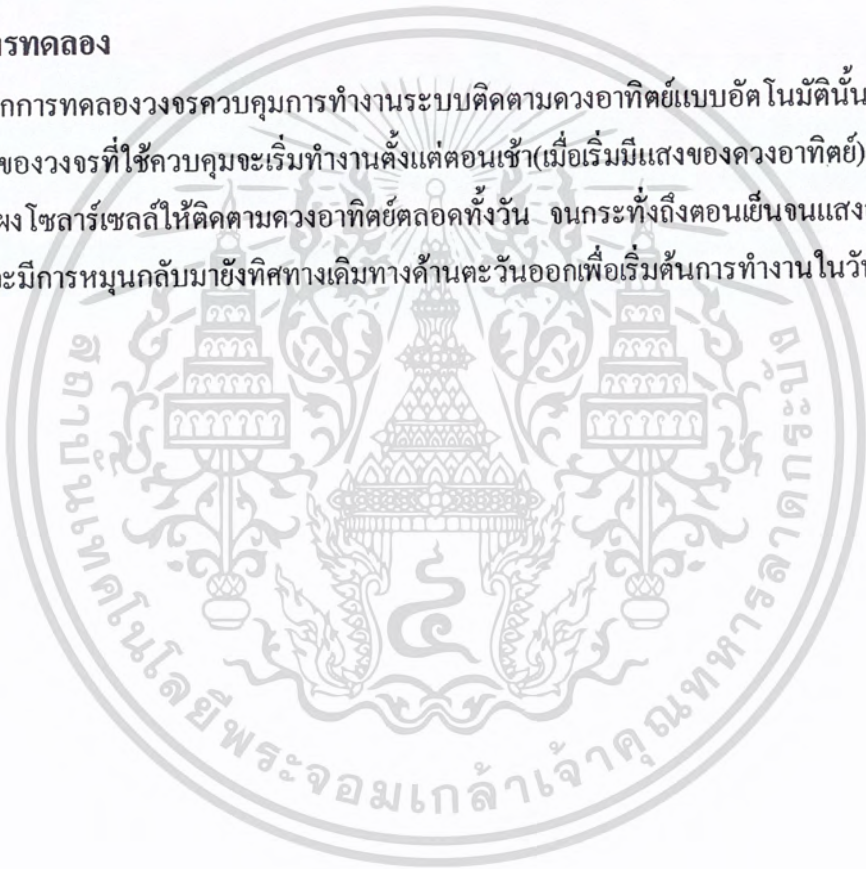 ารทดลอง
กการทดลองวงจรควบคุมการทำงานระบบติดตามดวงอาทิตย์แบบอัตโนมัตินั้น
ของวงจรที่ใช้ควบคุมจะเริ่มทำงานตั้งแต่ตอนเช้า(เมื่อเริ่มมีแสงของดวงอาทิตย์)
ผงโซลาร์เซลล์ให้ติดตามดวงอาทิตย์ตลอดทั้งวัน จนกระทั่งถึงตอนเย็นจนแสง
ะมีการหมุนกลับมายังทิศทางเดิมทางด้านตะวันออกเพื่อเริ่มต้นการทำงานในวัน
สถาบันเทคโนโลยีพระจอมเกล้าเจ้าคุณทหารลาดกระบัง